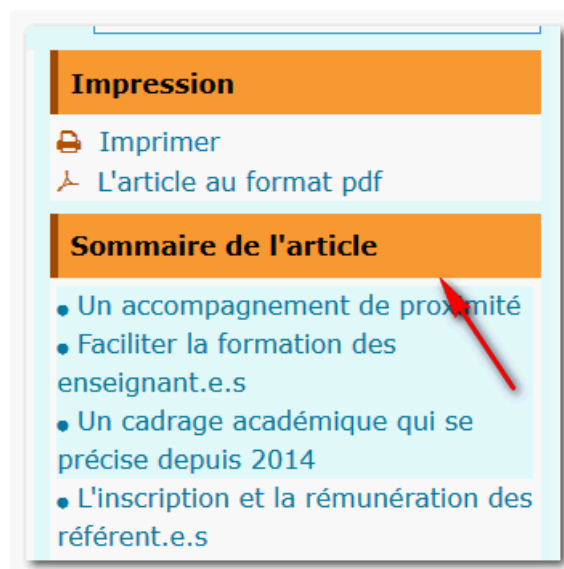 Impression
Imprimer
L'article au format pdf
Sommaire de l'article
• Un accompagnement de proximité
• Faciliter la formation des
enseignant.e.s
• Un cadrage académique qui se
précise depuis 2014
• L'inscription et la rémunération des
référent.e.s